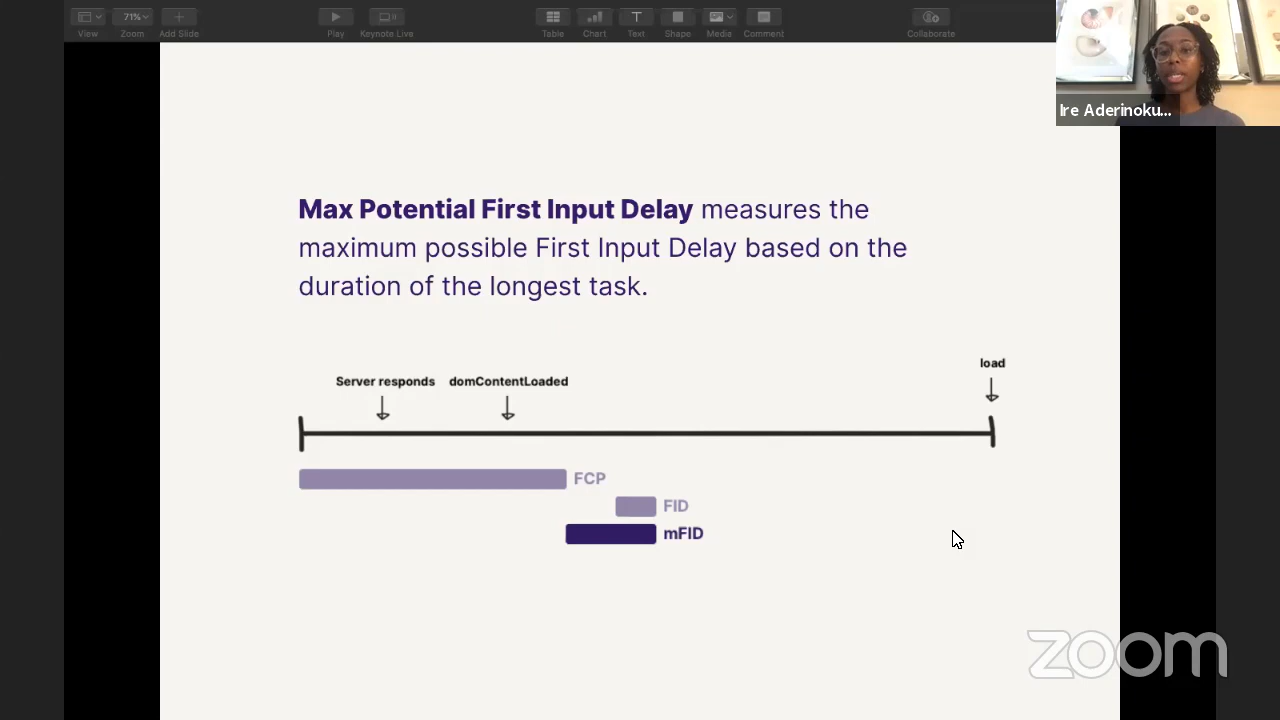 71%
View
Zoom
Add Slide
Play
Keynote Live
Table
Chart
Text
Shape
Media
Comment
Collaborate
Ire Aderinoku...
Max Potential First Input Delay measures the
maximum possible First Input Delay based on the
duration of the longest task.
load
Server responds
domContentLoaded
FCP
FID
mFID
zoom